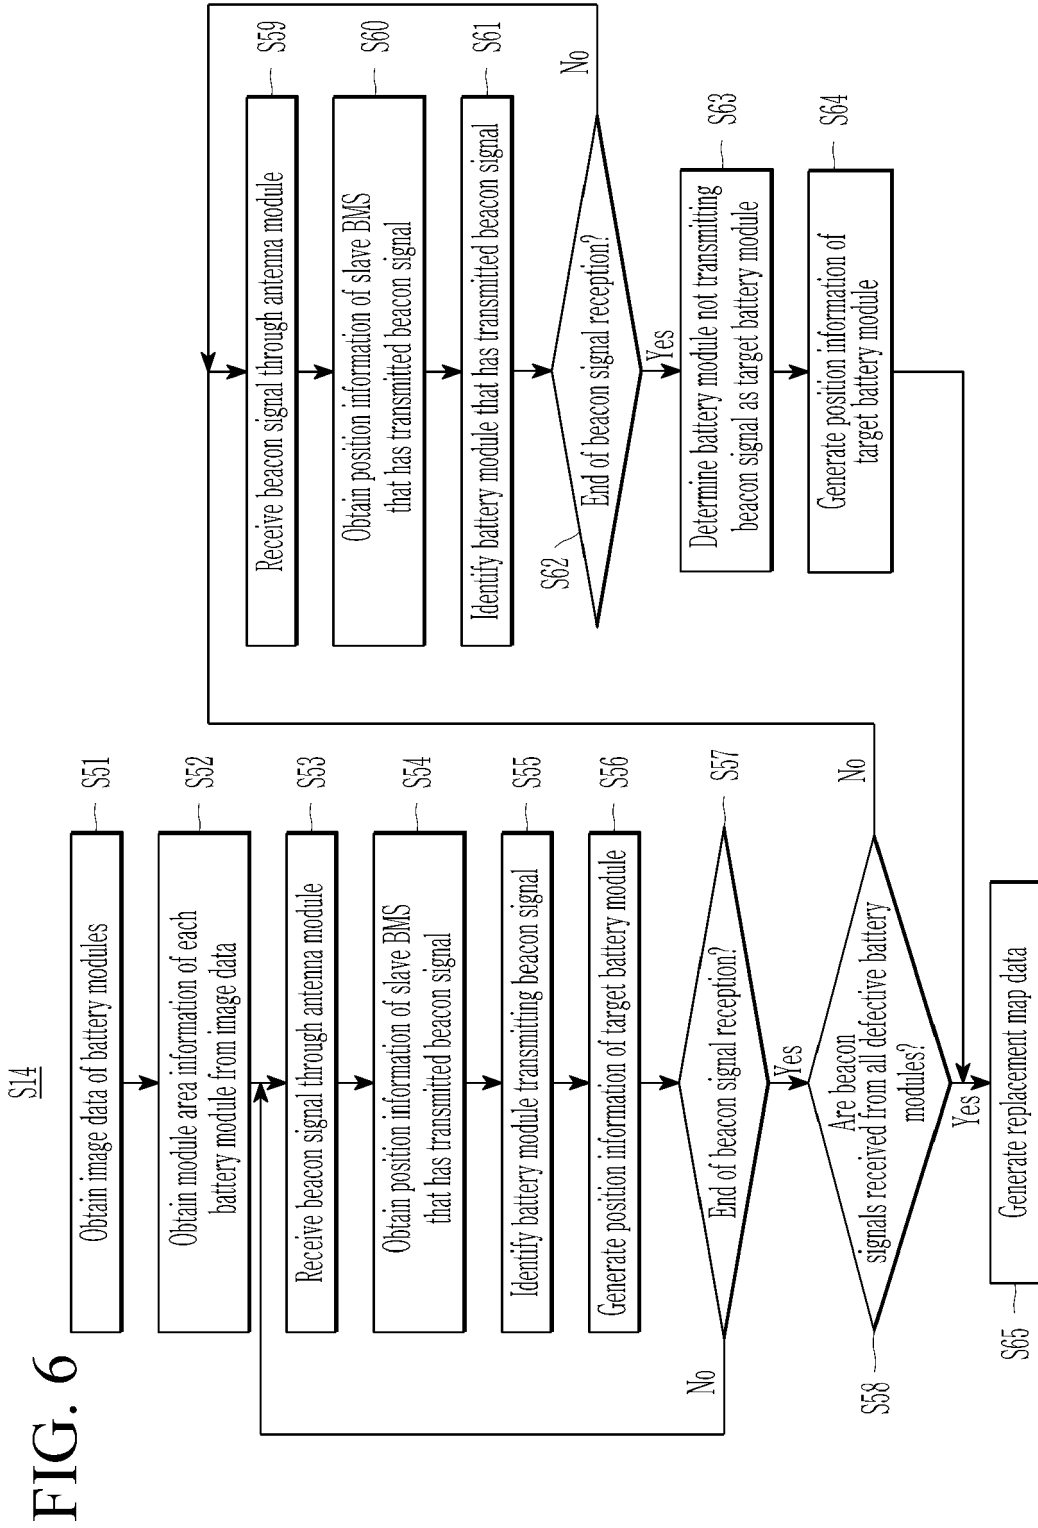 FIG. 6
S14
Obtain image data of battery modules
S51
Obtain module area information of each
battery module from image data
S52
Receive beacon signal through antenna module
S53
Obtain position information of slave BMS
that has transmitted beacon signal
S54
Identify battery module transmitting beacon signal
S55
Generate position information of target battery module
S56
End of beacon signal reception?
S57
No
Yes
Are beacon
signals received from all defective battery
modules?
S58
No
Yes
Receive beacon signal through antenna module
S59
Obtain position information of slave BMS
that has transmitted beacon signal
S60
Identify battery module that has transmitted beacon signal
S61
End of beacon signal reception?
S62
No
Yes
Determine battery module not transmitting
beacon signal as target battery module
S63
Generate position information of
target battery module
S64
Generate replacement map data
S65